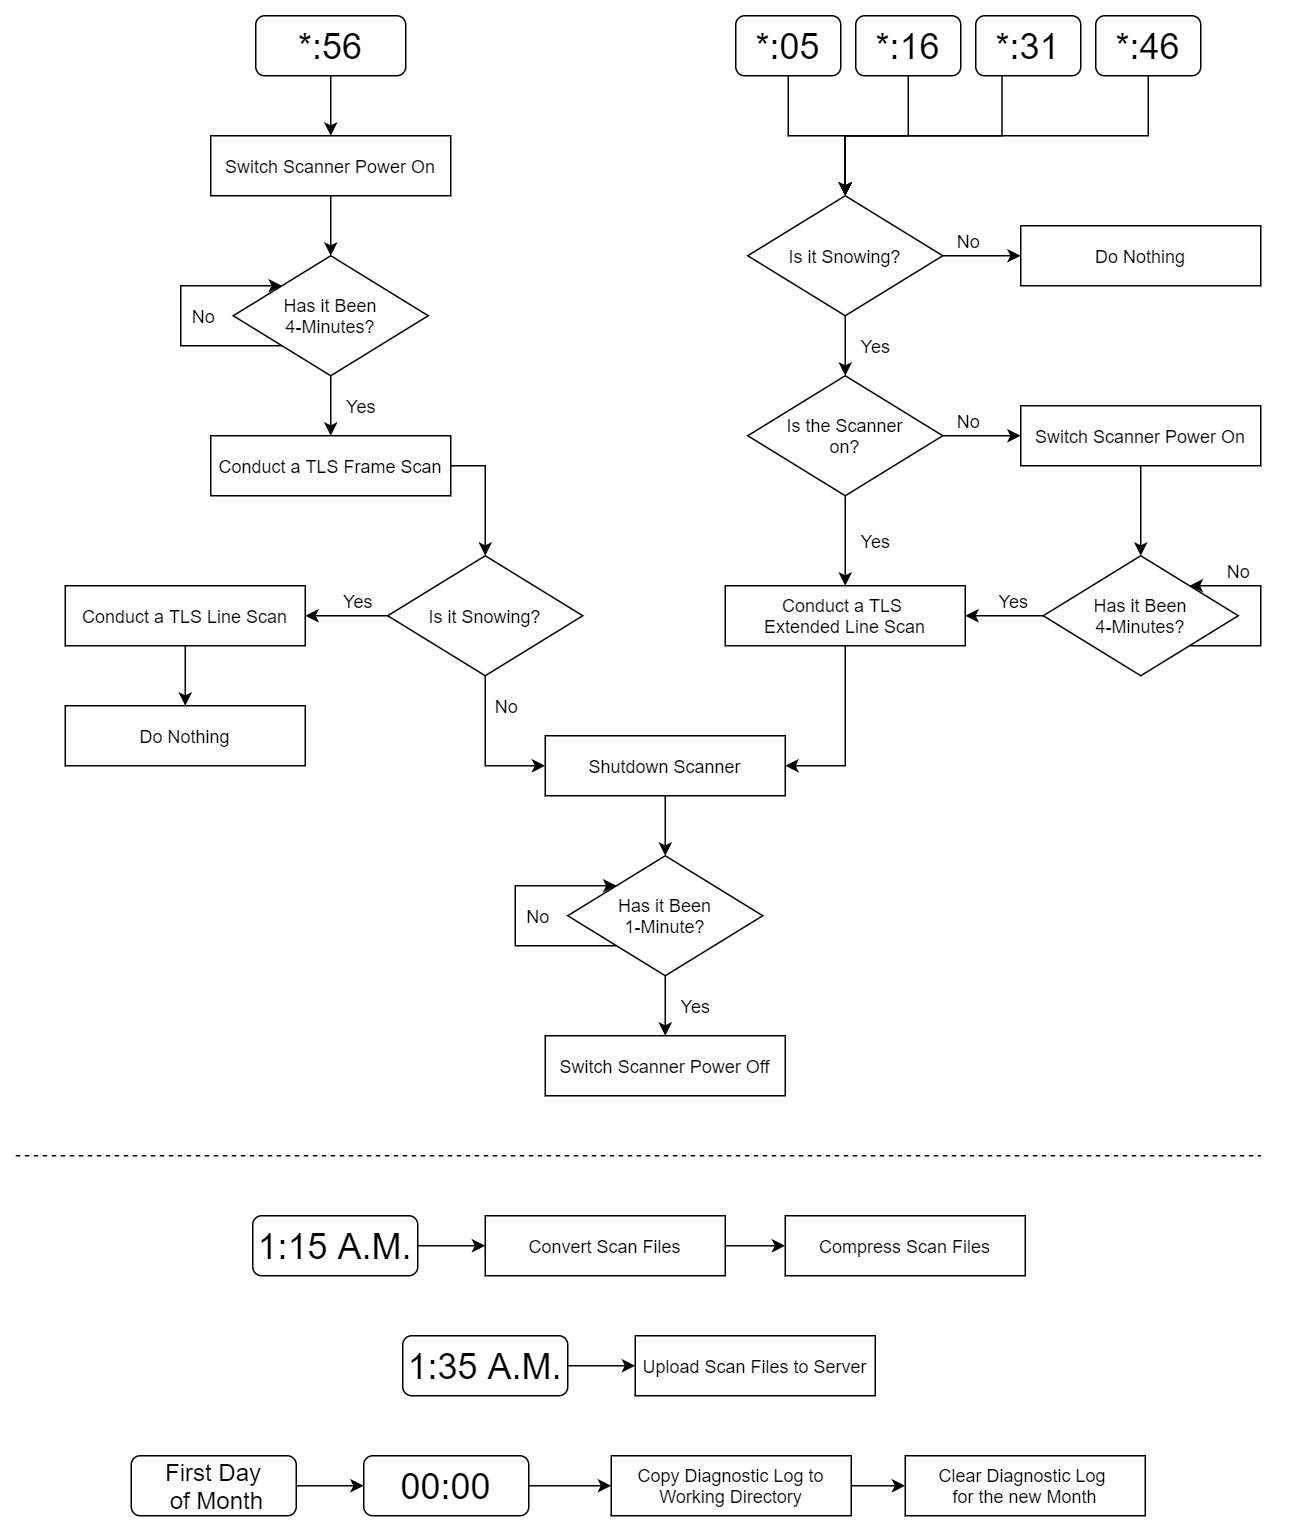 *:56
*:05
*:16
*:31
*:46
Switch Scanner Power On
Is it Snowing?
No
Do Nothing
Has it Been
4-Minutes?
No
Yes
Yes
Is the Scanner
on?
No
Switch Scanner Power On
Conduct a TLS Frame Scan
Yes
No
Conduct a TLS Line Scan
Yes
Is it Snowing?
Conduct a TLS
Extended Line Scan
Yes
Has it Been
4-Minutes?
No
Do Nothing
Shutdown Scanner
Has it Been
1-Minute?
No
Yes
Switch Scanner Power Off
1:15 A.M.
Convert Scan Files
Compress Scan Files
1:35 A.M.
Upload Scan Files to Server
First Day
of Month
00:00
Copy Diagnostic Log to
Working Directory
Clear Diagnostic Log
for the new Month